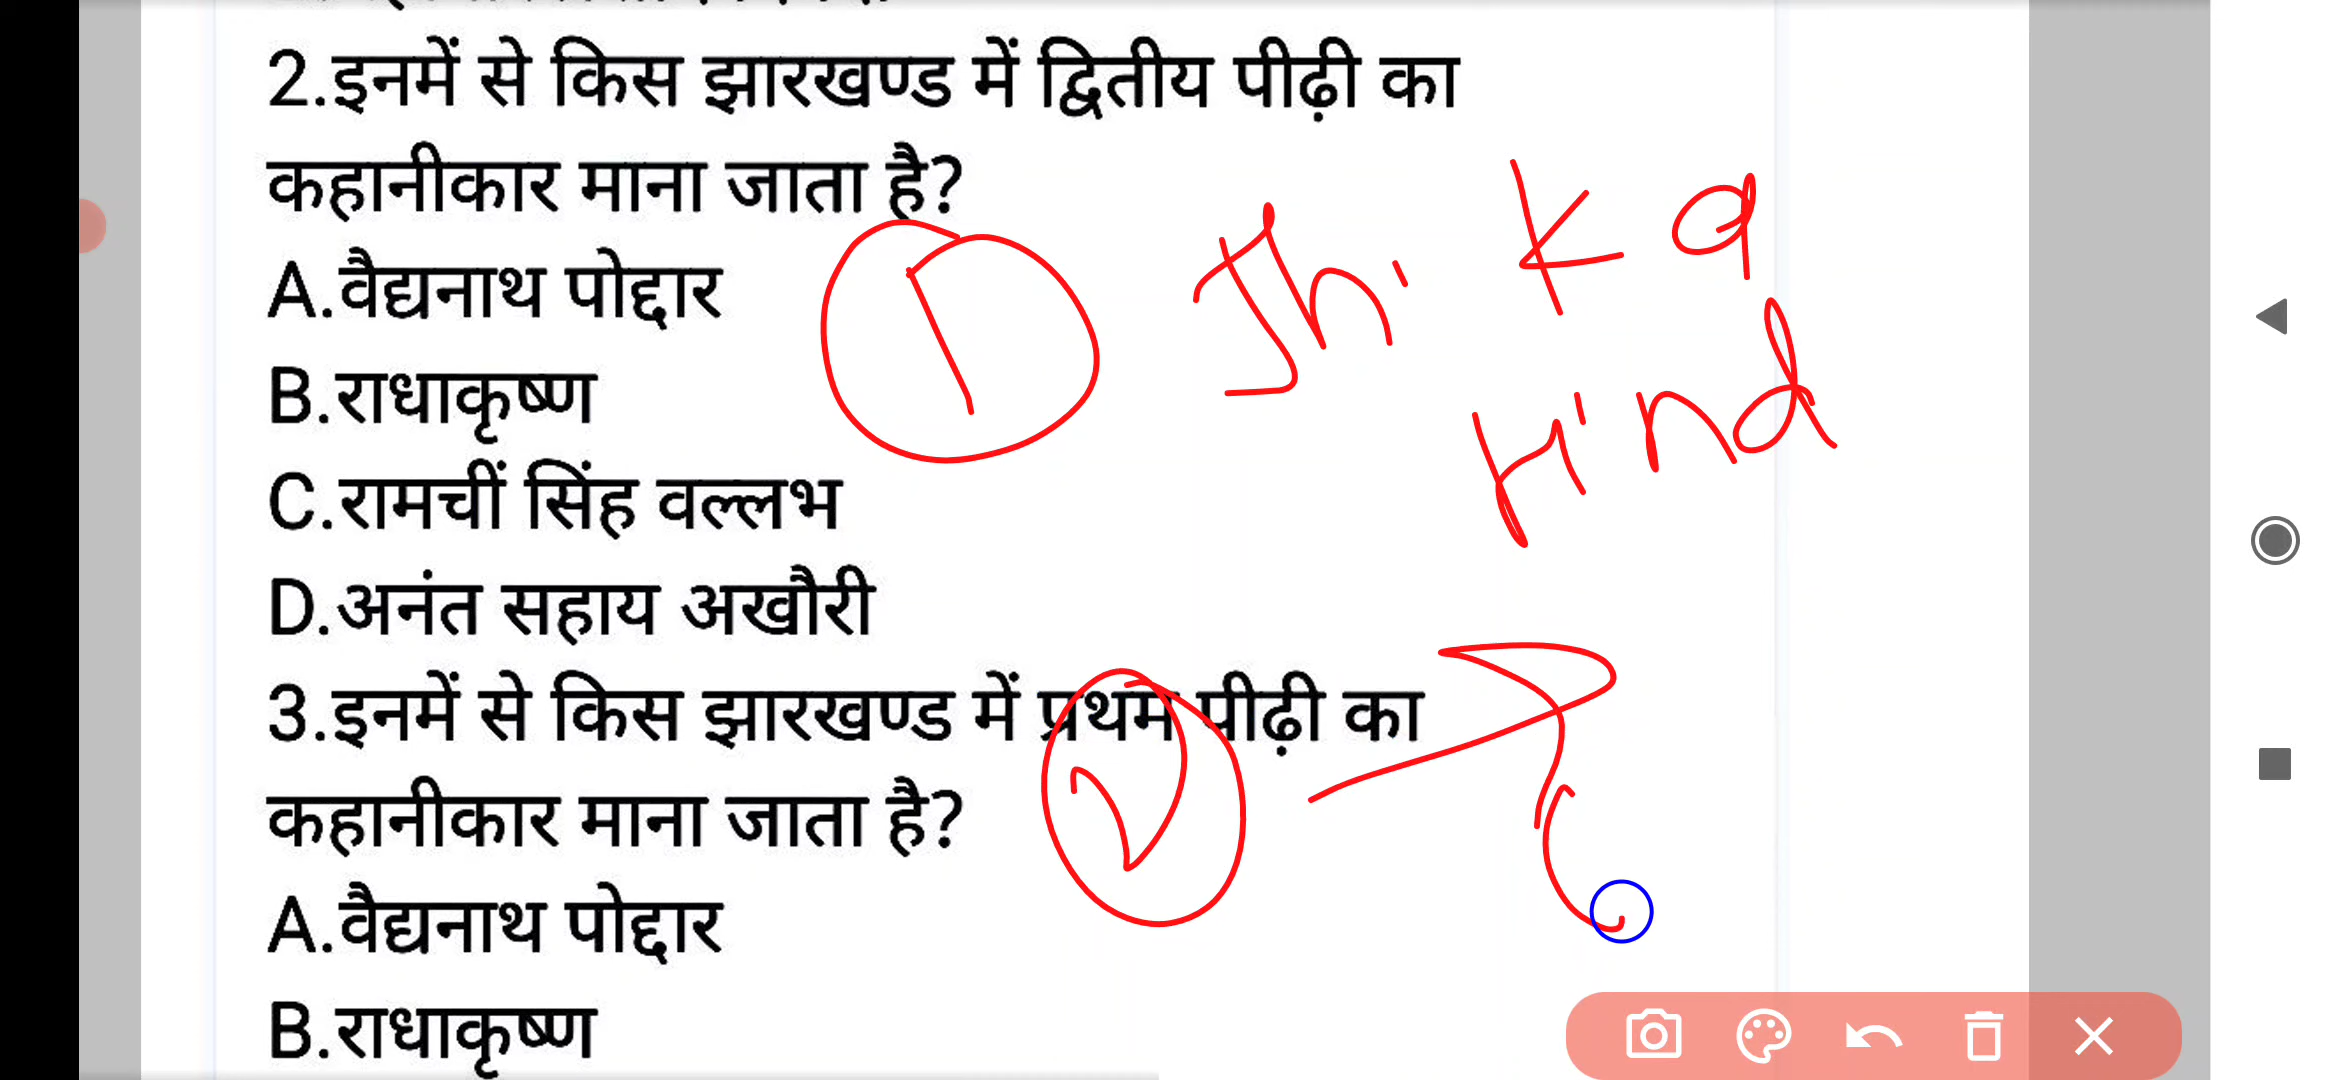 2.इनमें से किस झारखण्ड में द्वितीय पीढ़ी का
कहानीकार माना जाता है?
A.वैद्यनाथ पोद्दार
B.राधाकृष्ण
C.रामचीं सिंह वल्लभ
D.अनंत सहाय अखौरी
D Jh ka
Hind
3.इनमें से किस झारखण्ड में प्रथम पीढ़ी का
कहानीकार माना जाता है?
A.वैद्यनाथ पोद्दार
B.राधाकृष्ण